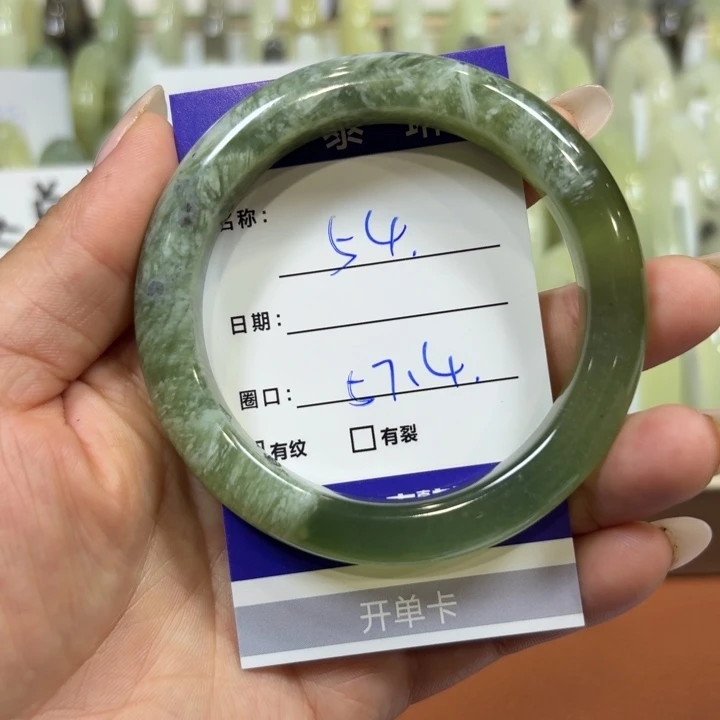 名称: 54.
日期:
圈口: 57.4.
有纹 □有裂
开单卡